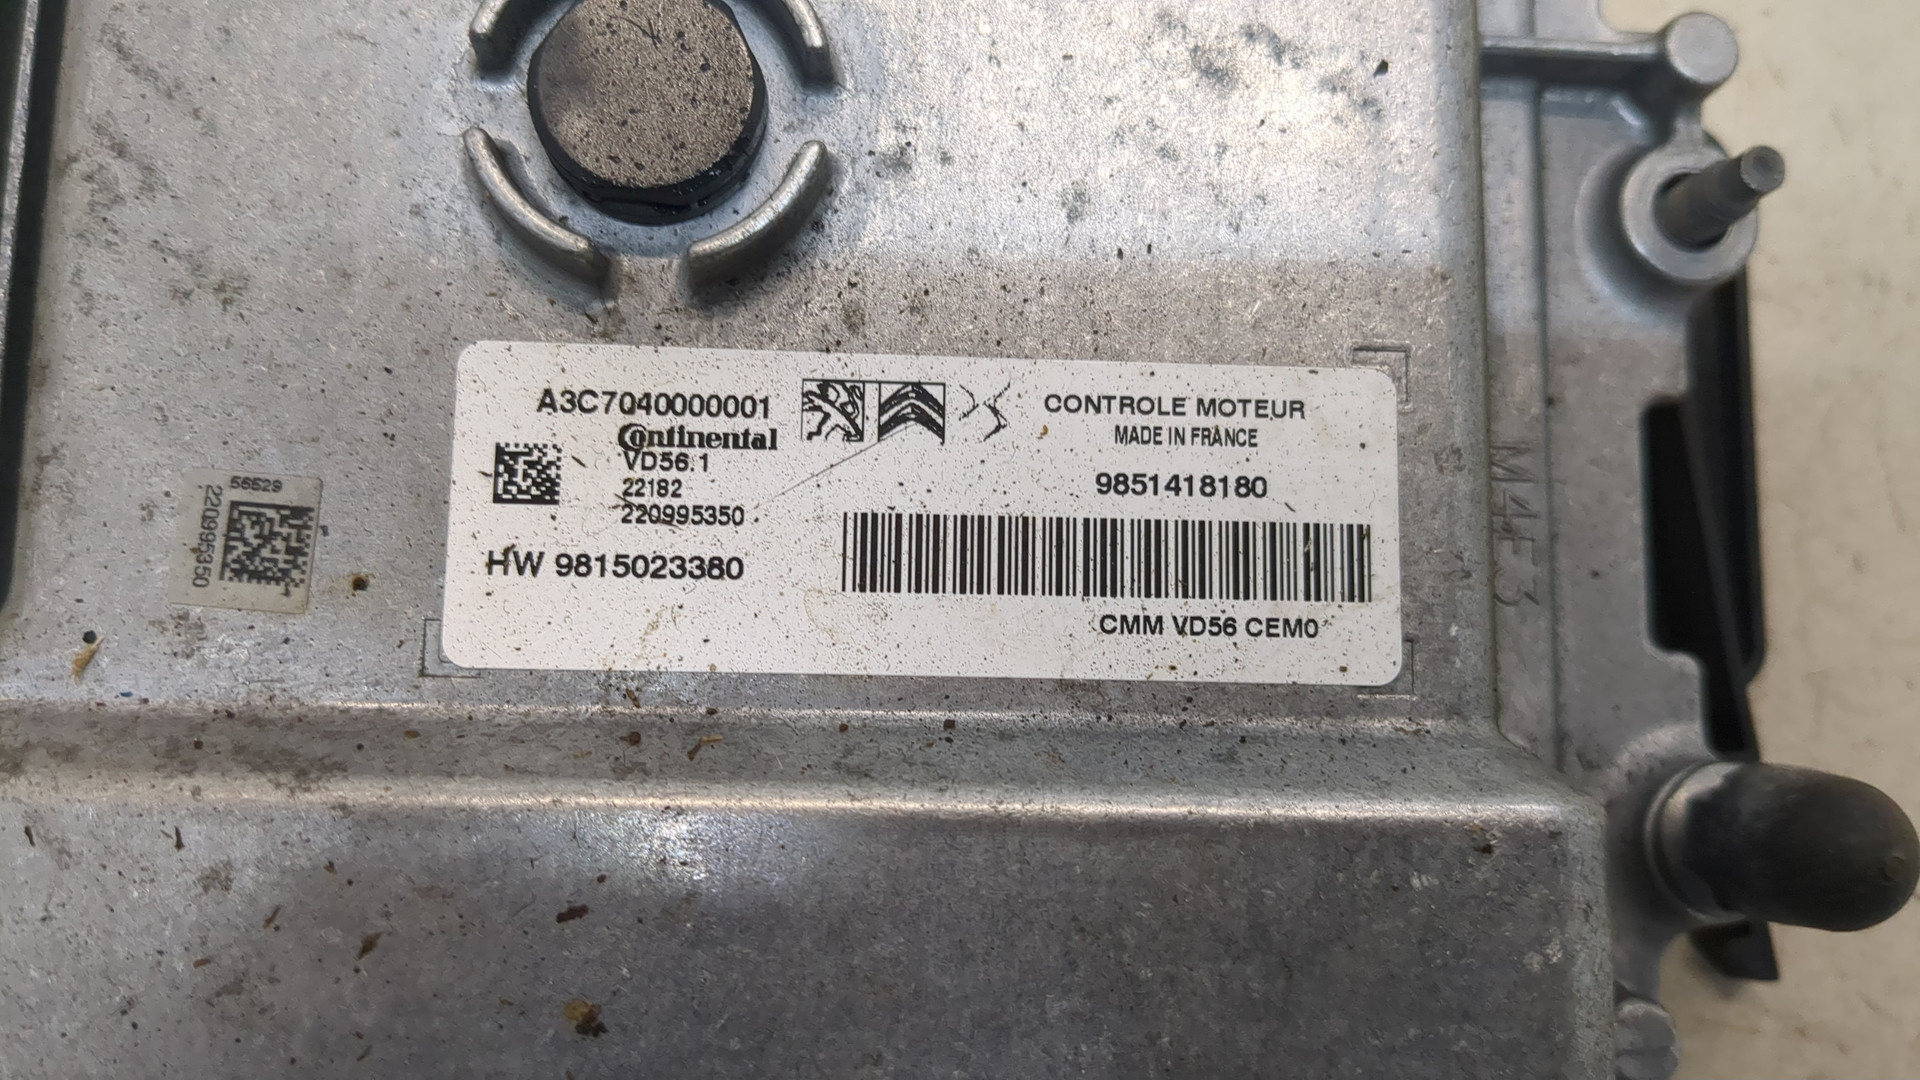 A3C7040000001
Continental
VD56.1
22182
220995350
HW 9815023380
CONTROLE MOTEUR
MADE IN FRANCE
9851418180
CMM VD56 CEM0
56529
220995350
M4F3